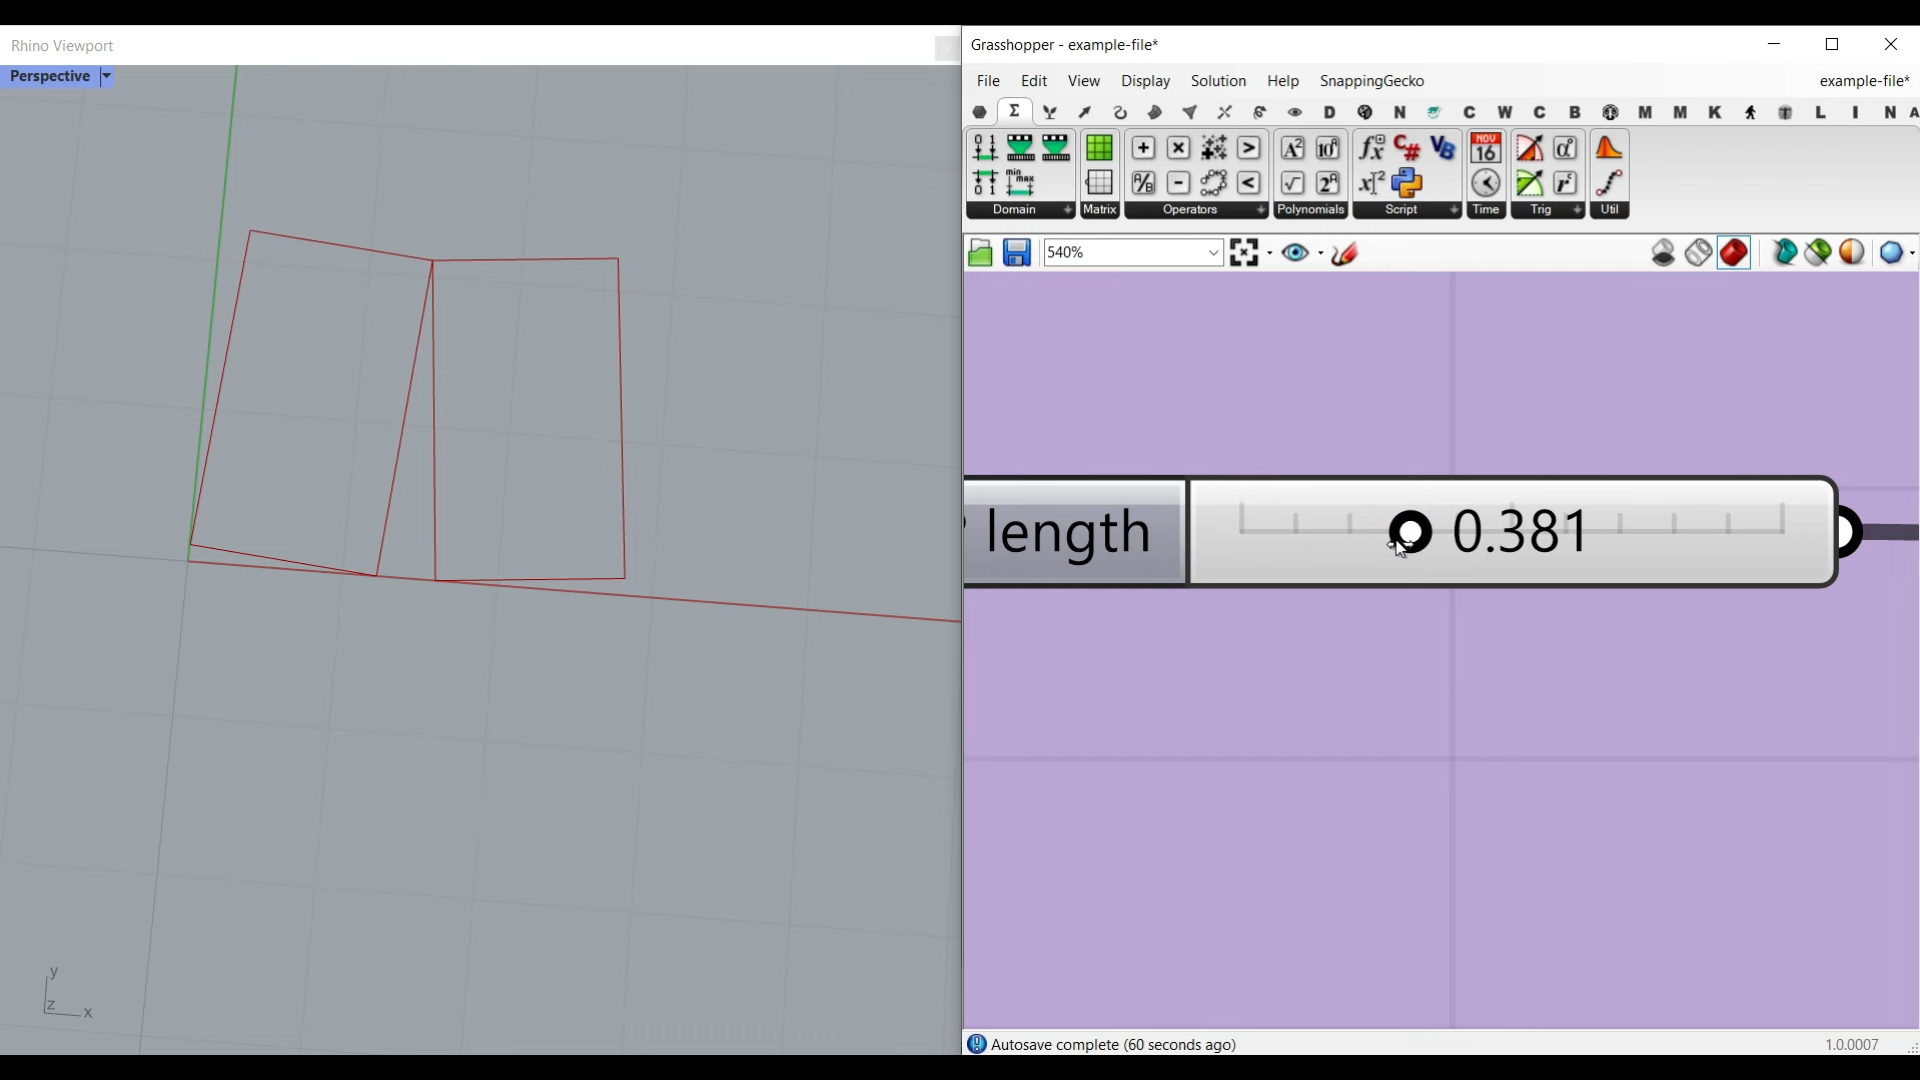 Rhino Viewport
Perspective
y
z x
Grasshopper - example-file*
File Edit View Display Solution Help SnappingGecko example-file*
Σ D N C W C B M M K L I N A
Domain Matrix Operators Polynomials Script Time Trig Util
540%
length 0.381
Autosave complete (60 seconds ago) 1.0.0007